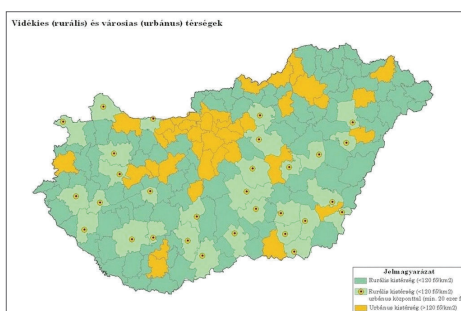 Vidékies (rurális) és városias (urbánus) térségek
Jelmagyarázat
Rurális kistérség (<120 fő/km2)
Rurális kistérség (<120 fő/km2)
urbánus központtal (min. 20 ezer f
Urbánus kistérség (>120 fő/km2)